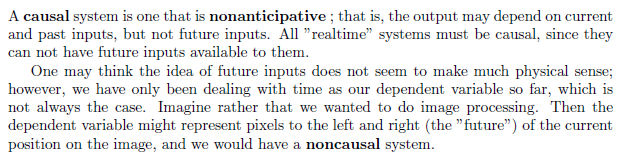 A causal system is one that is nonanticipative ; that is, the output may depend on current
and past inputs, but not future inputs. All ”realtime” systems must be causal, since they
can not have future inputs available to them.
One may think the idea of future inputs does not seem to make much physical sense;
however, we have only been dealing with time as our dependent variable so far, which is
not always the case. Imagine rather that we wanted to do image processing. Then the
dependent variable might represent pixels to the left and right (the ”future”) of the current
position on the image, and we would have a noncausal system.